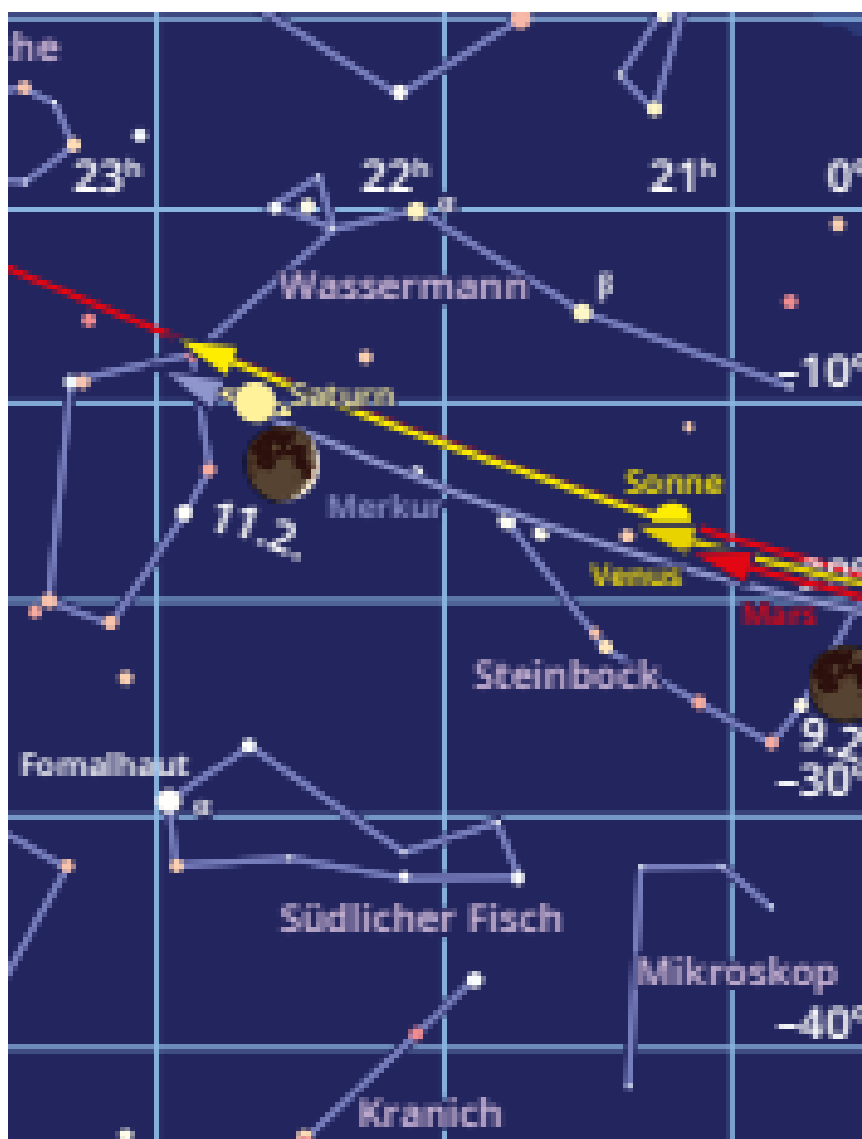 che
23ʰ 22ʰ 21ʰ 0°
α
Wassermann
β
–10°
Saturn
Sonne
Merkur
11.2.
Venus
Mars
Steinbock
9.2
Fomalhaut
–30°
α
Südlicher Fisch
Mikroskop
–40°
Kranich